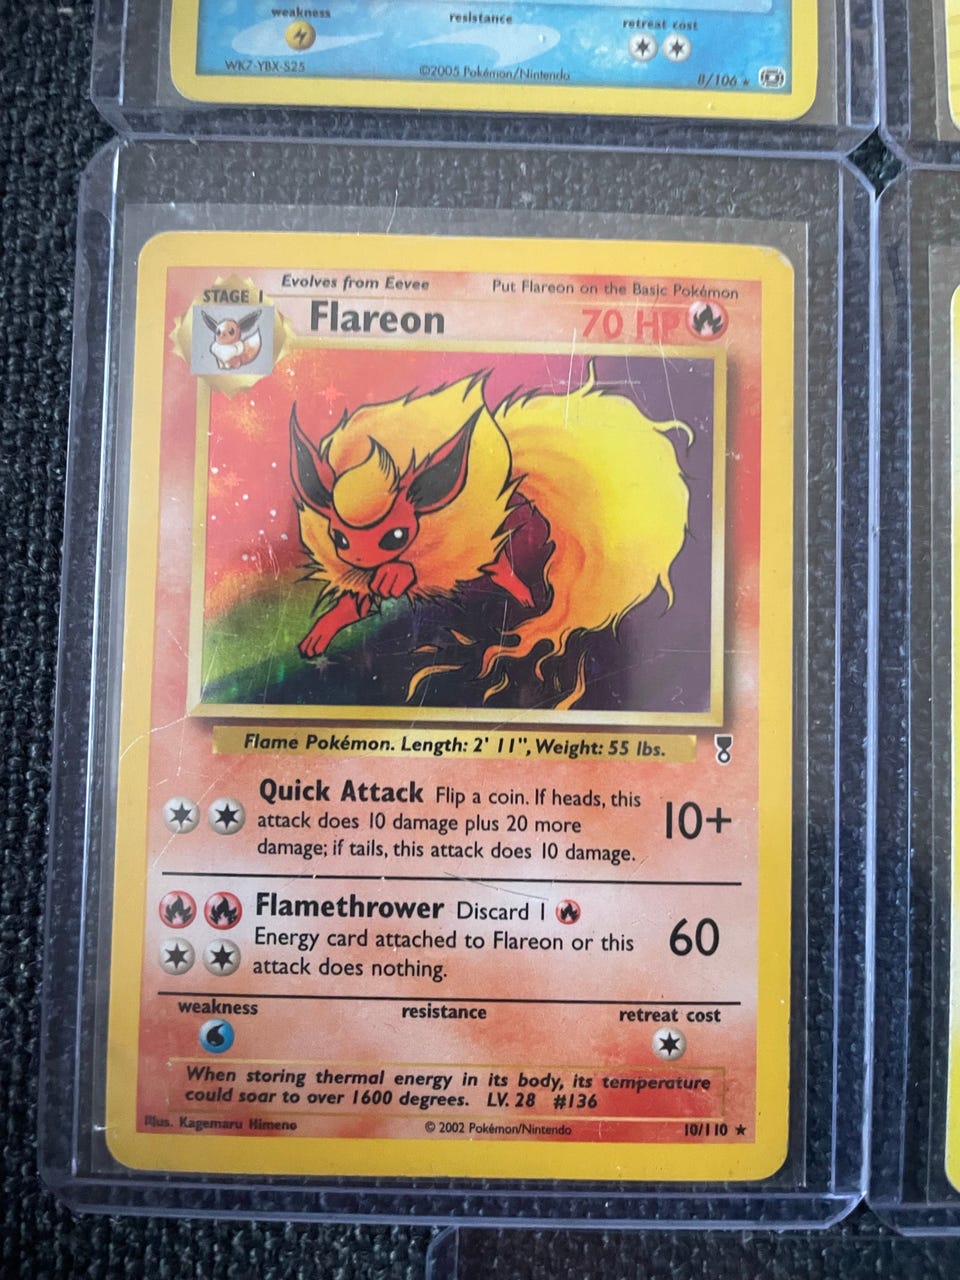 weakness resistance retreat cost
WK7-YBX-S25 ©2005 Pokémon/Nintendo 8/106 ★
STAGE 1 Evolves from Eevee Put Flareon on the Basic Pokémon
Flareon 70 HP
Flame Pokémon. Length: 2' 11", Weight: 55 lbs.
Quick Attack Flip a coin. If heads, this
attack does 10 damage plus 20 more
damage; if tails, this attack does 10 damage.
10+
Flamethrower Discard 1
Energy card attached to Flareon or this
attack does nothing.
60
weakness resistance retreat cost
When storing thermal energy in its body, its temperature
could soar to over 1600 degrees. LV. 28 #136
Illus. Kagemaru Himeno © 2002 Pokémon/Nintendo 10/110 ★